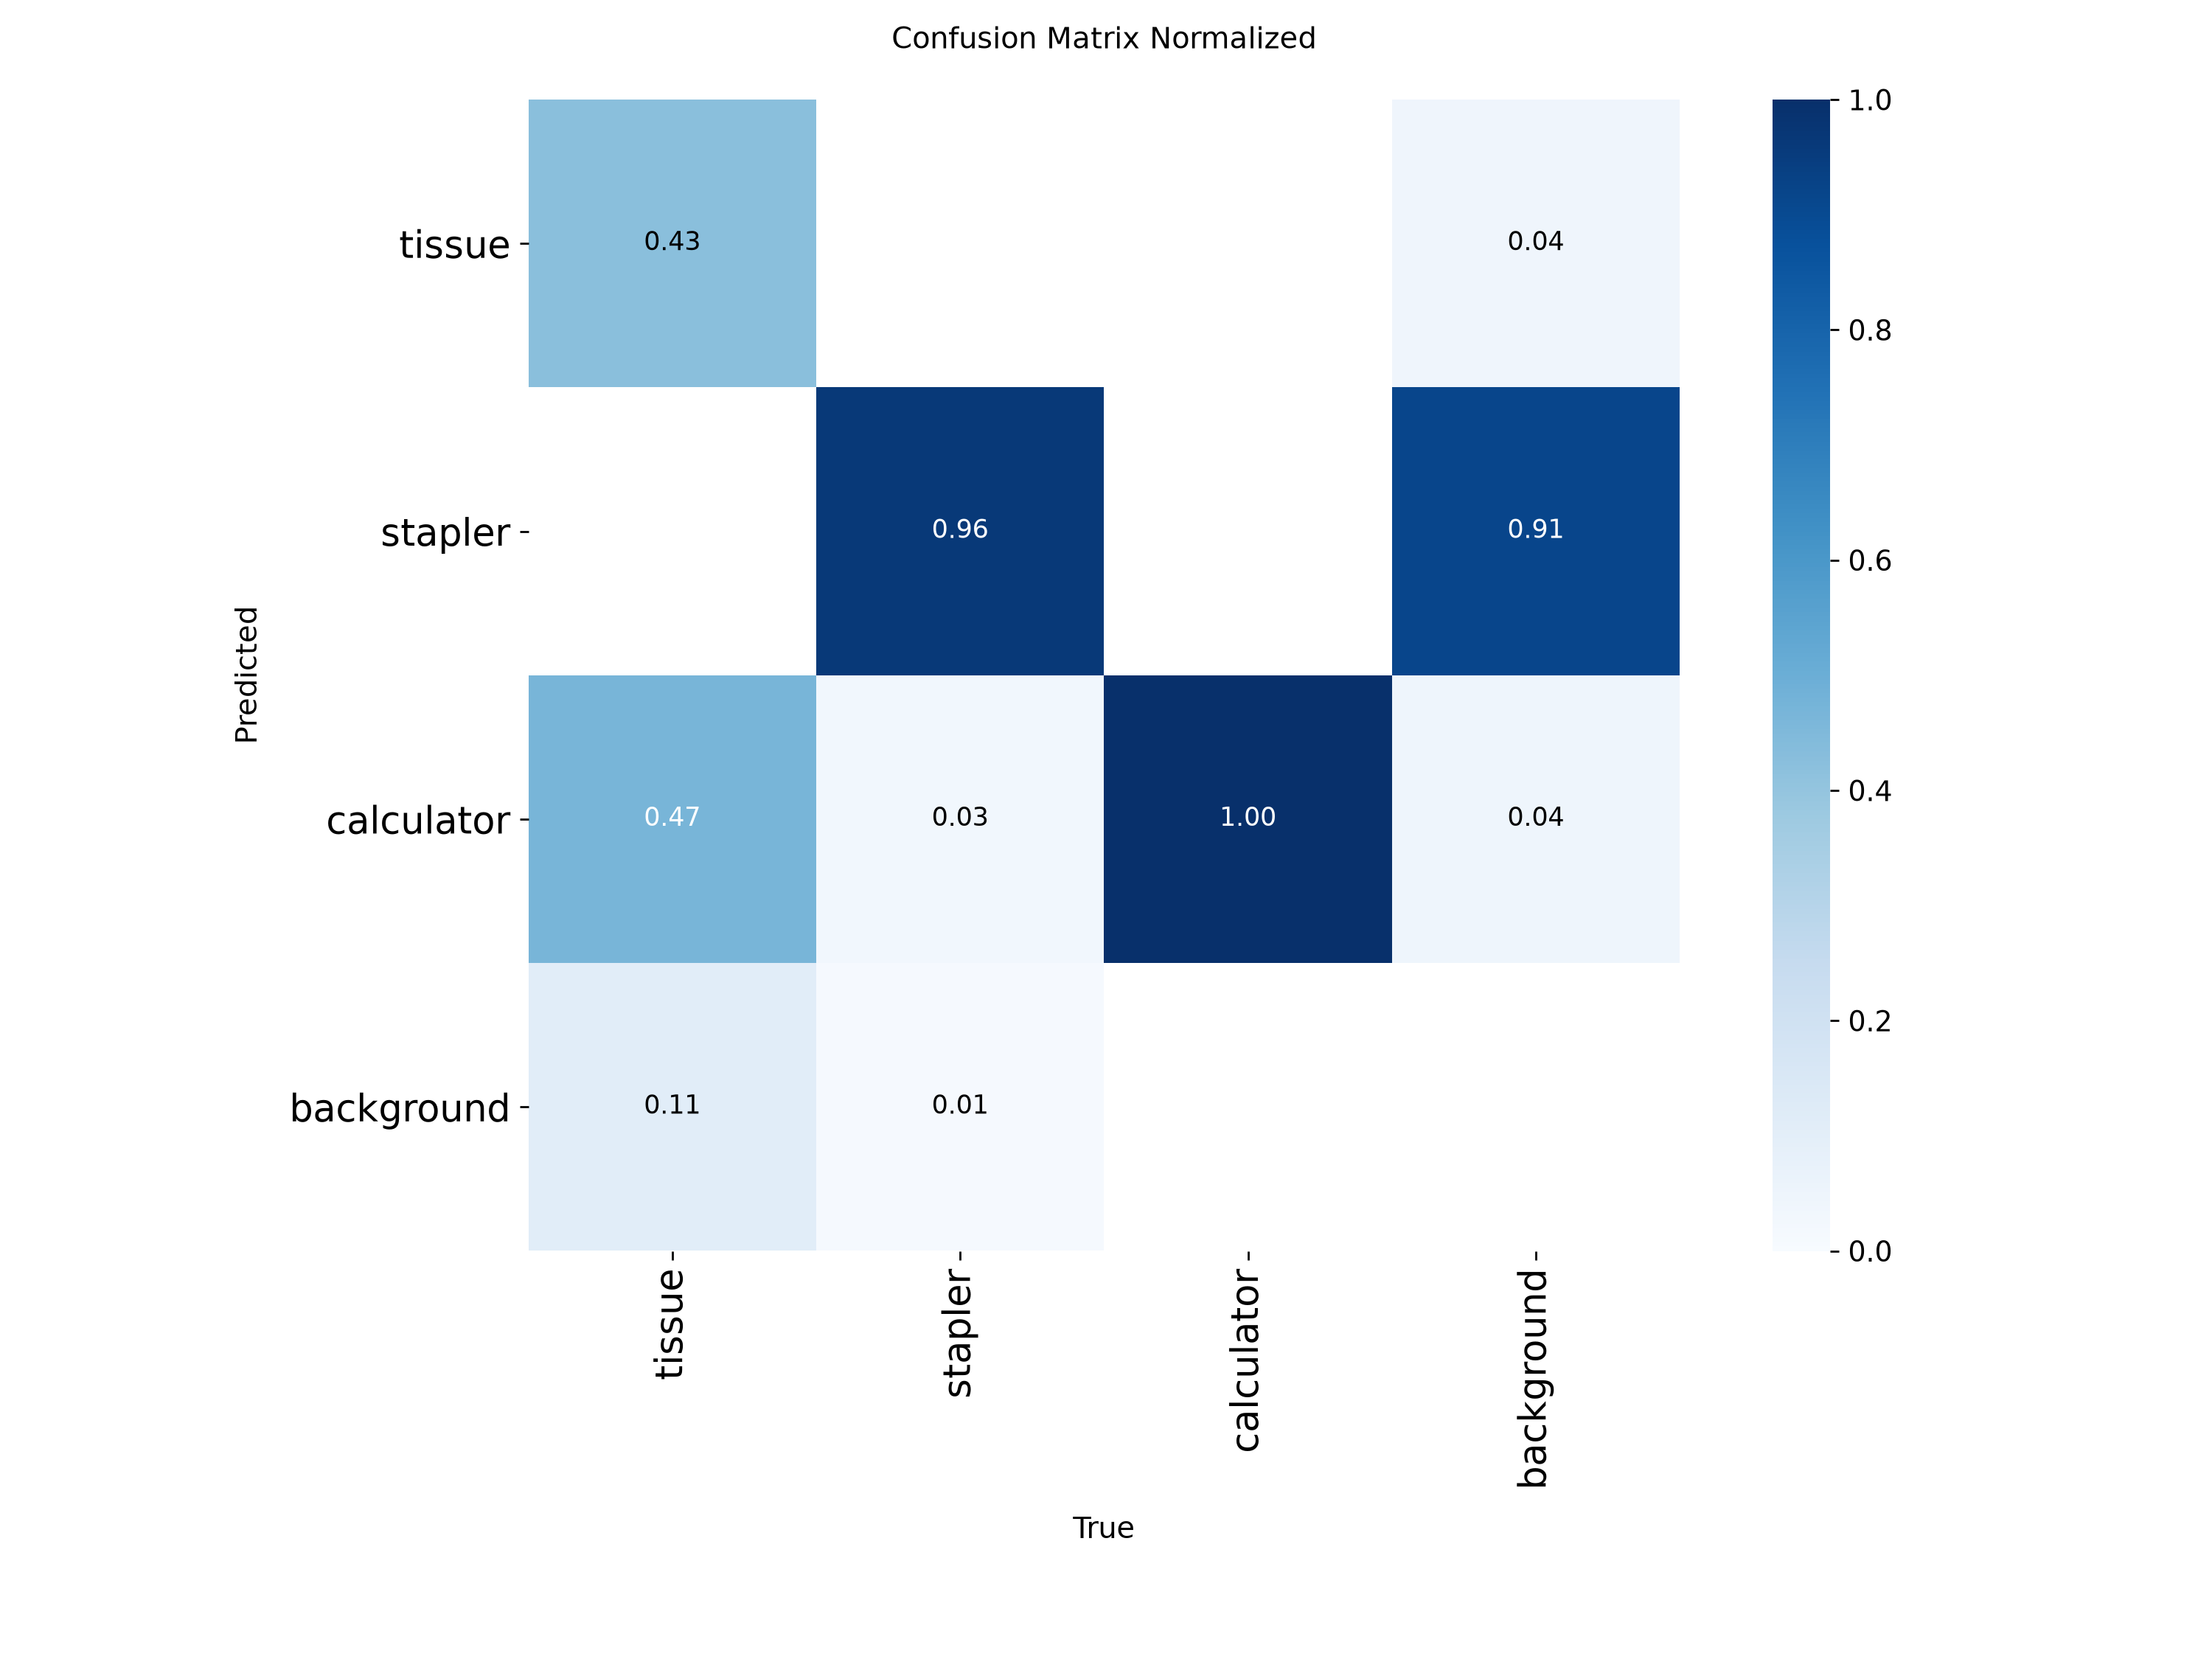 Confusion Matrix Normalized
1.0
tissue
0.43
0.04
0.8
stapler
0.96
0.91
0.6
Predicted
calculator
0.47
0.03
1.00
0.04
0.4
background
0.11
0.01
0.2
0.0
tissue
stapler
calculator
background
True